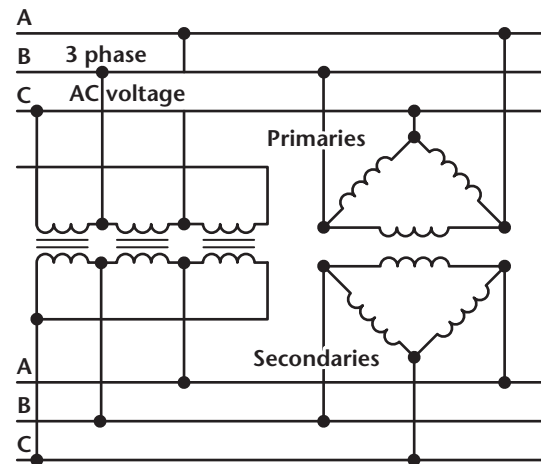 A
B 3 phase
C AC voltage
Primaries
Secondaries
A
B
C